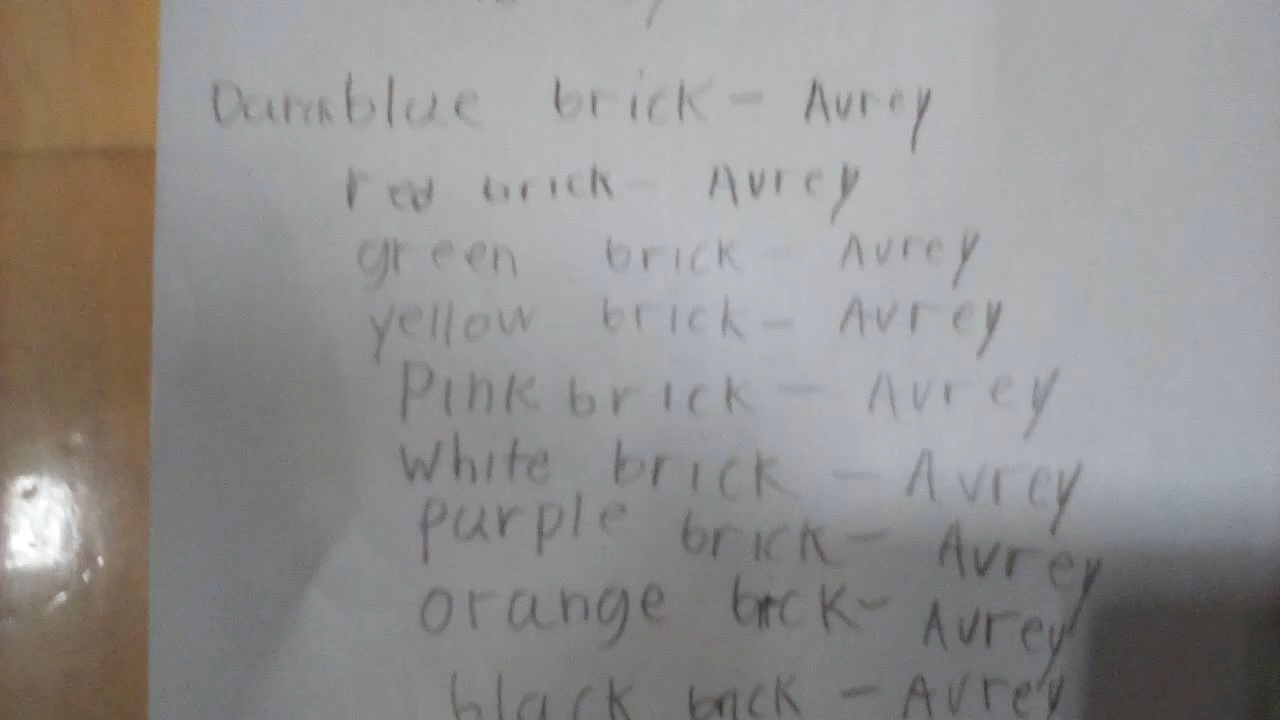 Darkblue brick - Avrey
red brick - Avrey
green brick - Avrey
yellow brick - Avrey
Pink brick - Avrey
White brick - Avrey
purple brick - Avrey
orange brick - Avrey
black brick - Avrey